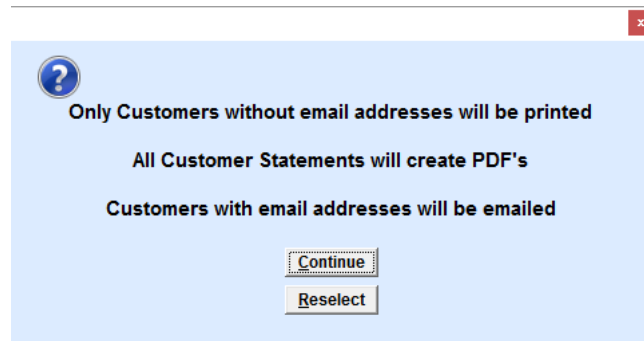 x
?
Only Customers without email addresses will be printed
All Customer Statements will create PDF's
Customers with email addresses will be emailed
Continue
Reselect